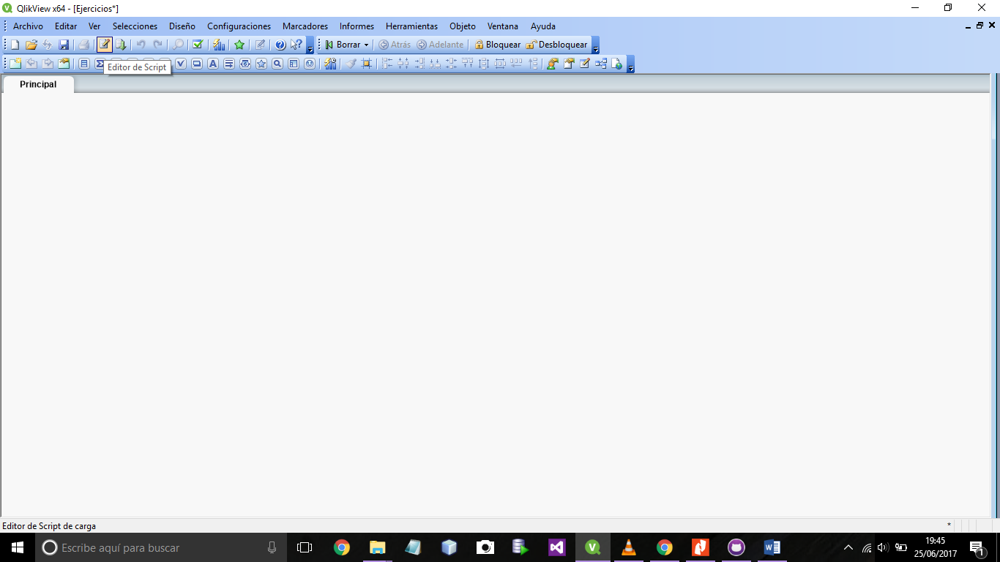 QlikView x64 - [Ejercicios*]
Archivo Editar Ver Selecciones Diseño Configuraciones Marcadores Informes Herramientas Objeto Ventana Ayuda
Borrar Atrás Adelante Bloquear Desbloquear
Editor de Script
Principal
Editor de Script de carga *
Escribe aquí para buscar
19:45
25/06/2017
1